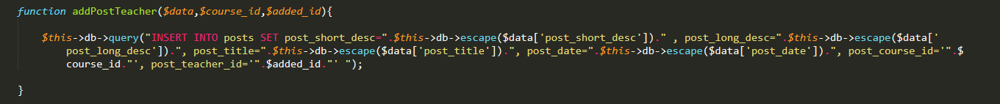 function addPostTeacher($data,$course_id,$added_id){
$this->db->query("INSERT INTO posts SET post_short_desc=".$this->db->escape($data['post_short_desc'])." , post_long_desc=".$this->db->escape($data['
post_long_desc']).", post_title=".$this->db->escape($data['post_title']).", post_date=".$this->db->escape($data['post_date']).", post_course_id='".$
course_id."', post_teacher_id='".$added_id."' ");
}